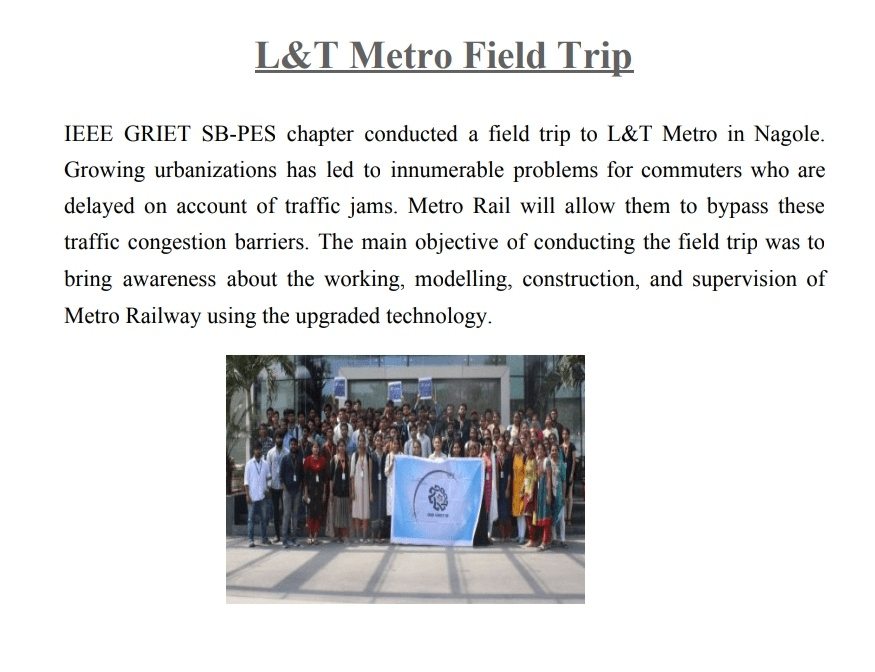 L&T Metro Field Trip
IEEE GRIET SB-PES chapter conducted a field trip to L&T Metro in Nagole.
Growing urbanizations has led to innumerable problems for commuters who are
delayed on account of traffic jams. Metro Rail will allow them to bypass these
traffic congestion barriers. The main objective of conducting the field trip was to
bring awareness about the working, modelling, construction, and supervision of
Metro Railway using the upgraded technology.